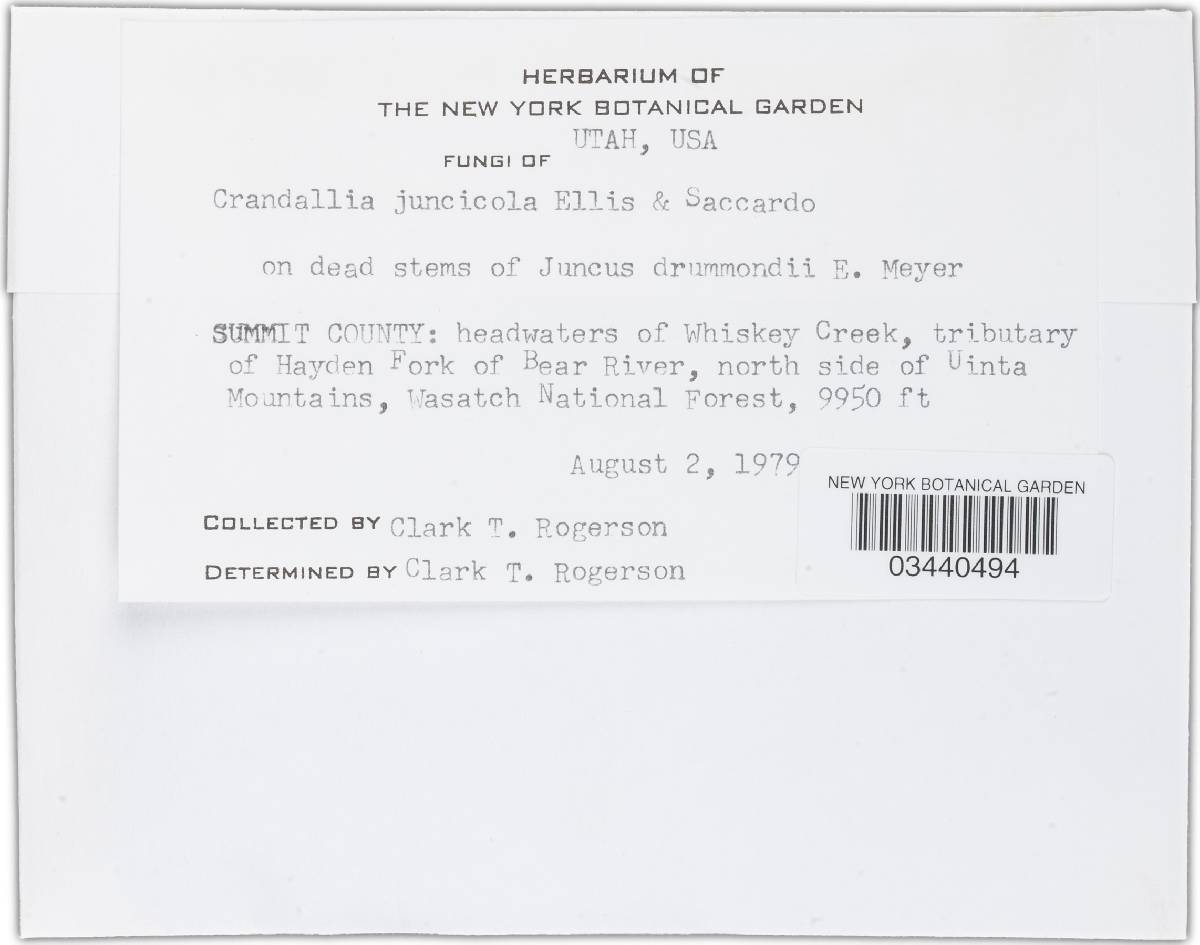 HERBARIUM OF
THE NEW YORK BOTANICAL GARDEN
UTAH, USA
FUNGI OF
Crandallia juncicola Ellis & Saccardo
on dead stems of Juncus drummondii E. Meyer
SUMMIT COUNTY: headwaters of Whiskey Creek, tributary
of Hayden Fork of Bear River, north side of Uinta
Mountains, Wasatch National Forest, 9950 ft
August 2, 1979
NEW YORK BOTANICAL GARDEN
03440494
COLLECTED BY Clark T. Rogerson
DETERMINED BY Clark T. Rogerson